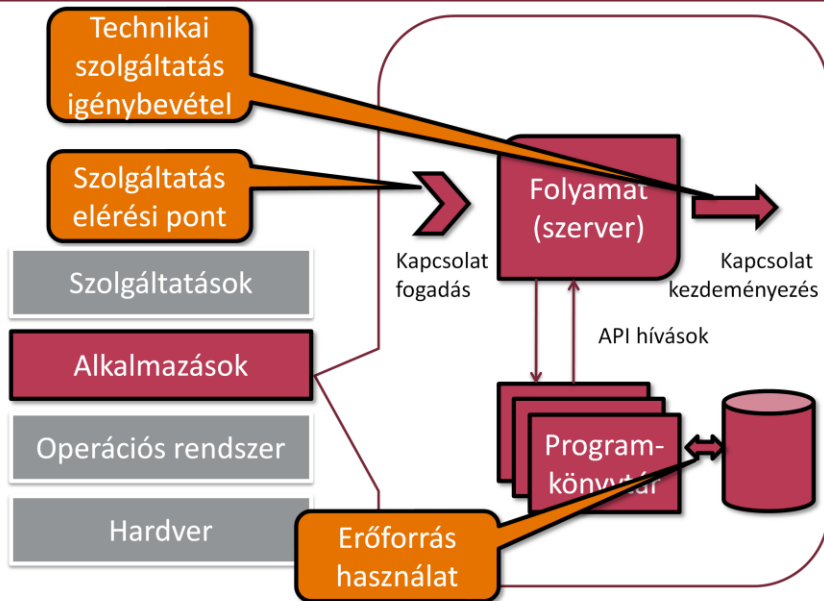 Technikai
szolgáltatás
igénybevétel
Szolgáltatás
elérési pont
Szolgáltatások
Alkalmazások
Operációs rendszer
Hardver
Folyamat
(szerver)
Kapcsolat
fogadás
Kapcsolat
kezdeményezés
API hívások
Program-
könyvtár
Erőforrás
használat